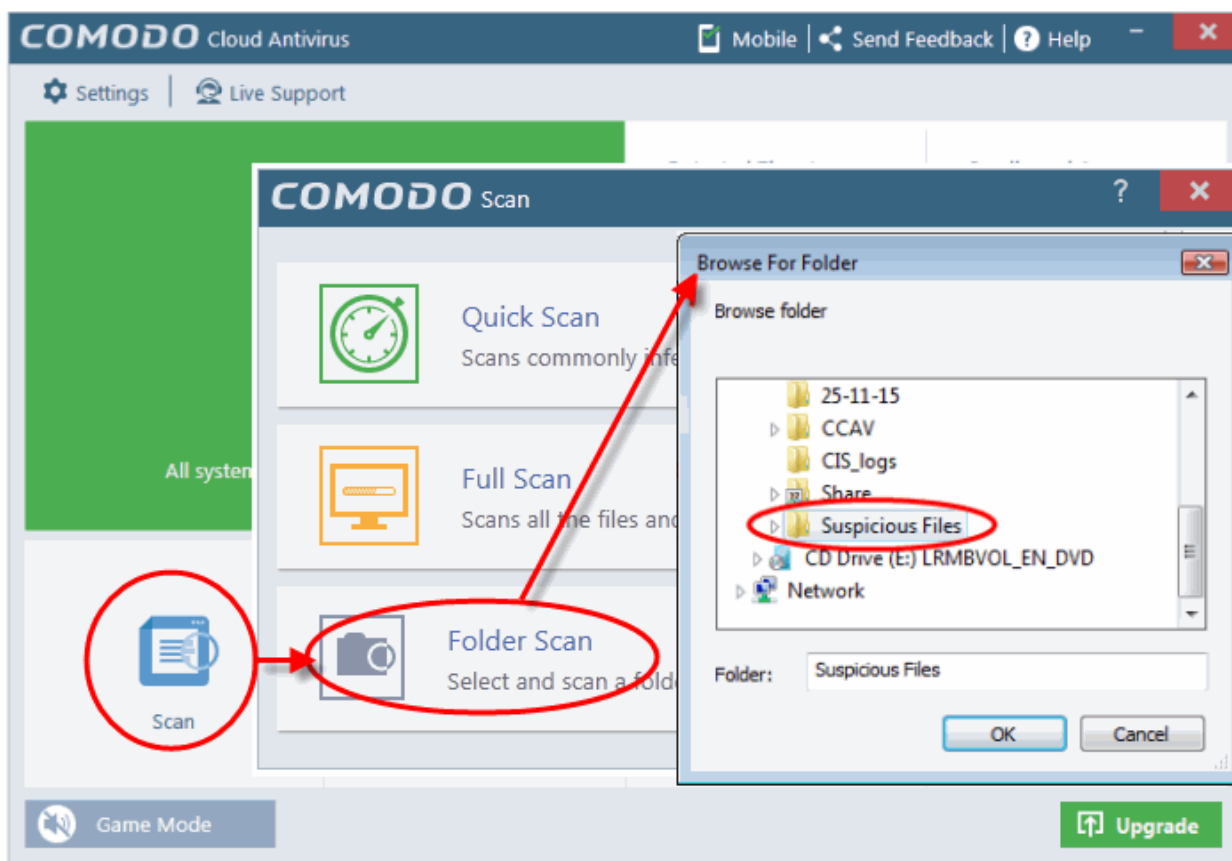 COMODO Cloud Antivirus
Mobile
Send Feedback
? Help
Settings
Live Support
COMODO Scan
?
Quick Scan
Scans commonly
Full Scan
Scans all the files and
Folder Scan
Select and scan a
All system
Scan
Browse For Folder
Browse folder
25-11-15
CCAV
CIS_logs
Share
Suspicious Files
CD Drive (E:) LRMBVOL_EN_DVD
Network
Folder: Suspicious Files
OK Cancel
Game Mode
Upgrade